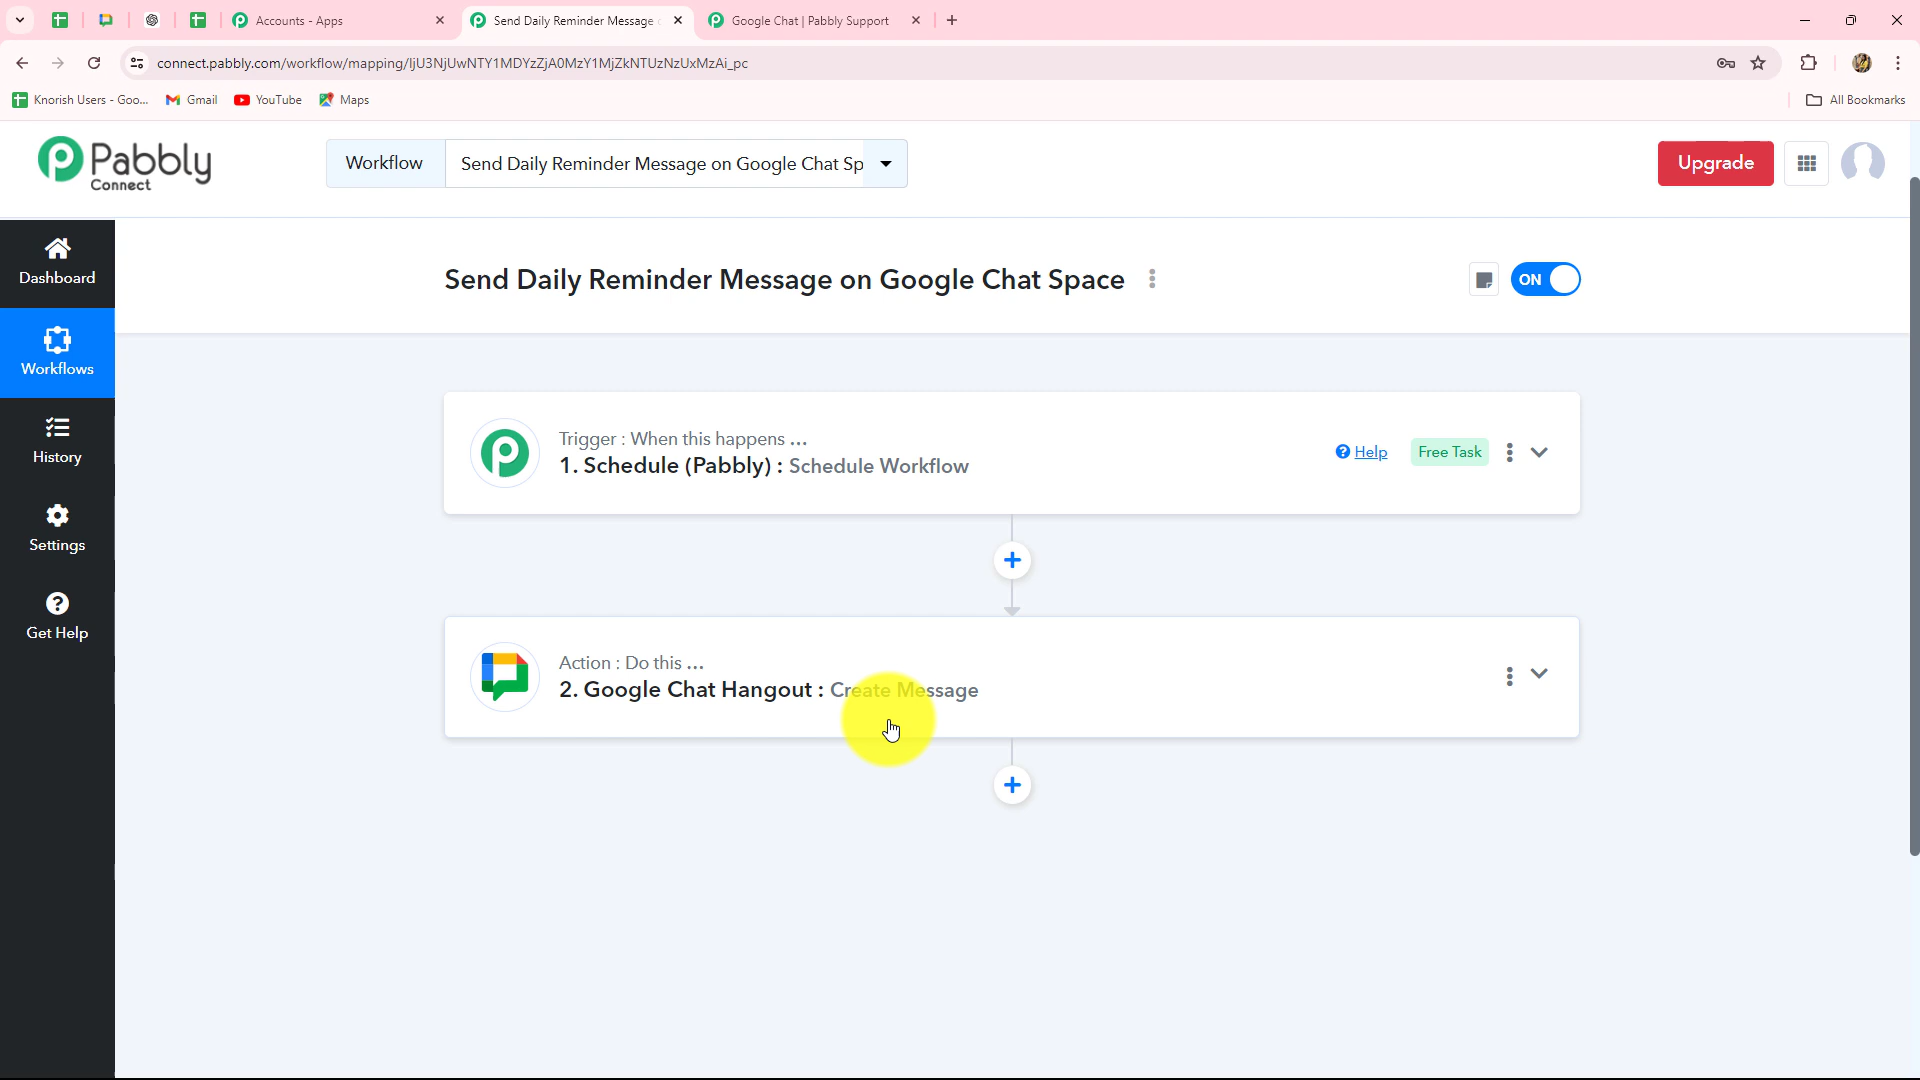 Accounts - Apps
Send Daily Reminder Message
Google Chat | Pabbly Support
connect.pabbly.com/workflow/mapping/IjU3NjUwNTY1MDYzZjA0MzY1MjZkNTUzNzUxMzAi_pc
Knorish Users - Goo...
Gmail
YouTube
Maps
All Bookmarks
Pabbly
Connect
Workflow
Send Daily Reminder Message on Google Chat Sp
Upgrade
Dashboard
Workflows
History
Settings
Get Help
Send Daily Reminder Message on Google Chat Space
ON
Trigger : When this happens ...
1. Schedule (Pabbly) : Schedule Workflow
Help
Free Task
Action : Do this ...
2. Google Chat Hangout : Create Message